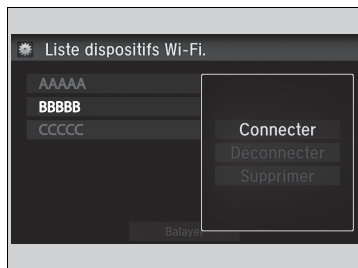 Liste dispositifs Wi-Fi.
AAAAA
BBBBB
CCCCC
Connecter
Déconnecter
Supprimer
Balayer